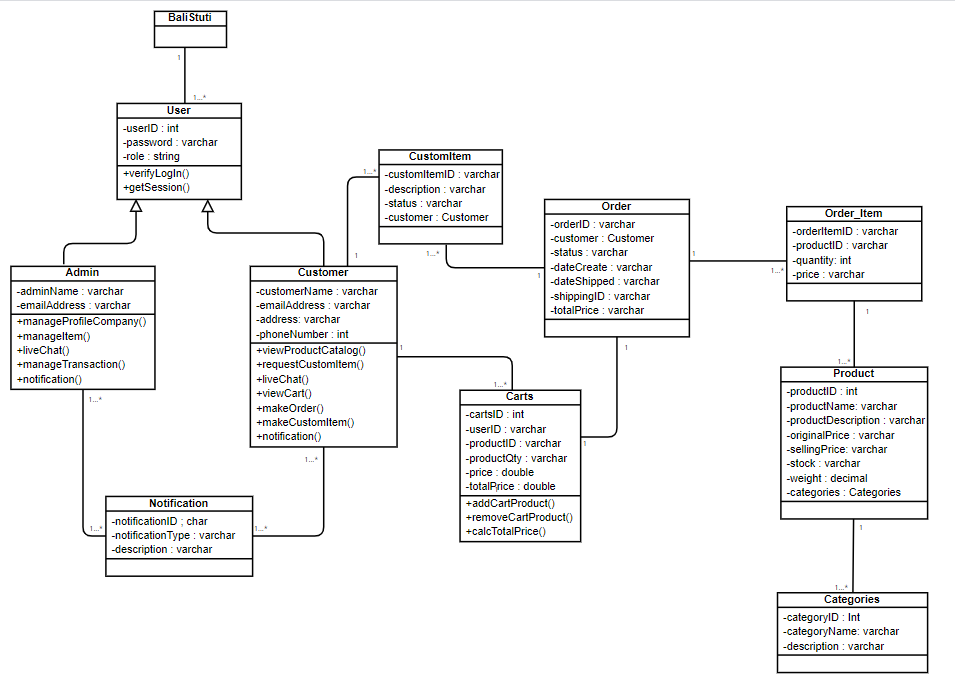 BaliStuti
1
1...*
User
-userID : int
-password : varchar
-role : string
+verifyLogIn()
+getSession()
CustomItem
-customItemID : varchar
-description : varchar
-status : varchar
-customer : Customer
1...*
1
1...*
1
Order
-orderID : varchar
-customer : Customer
-status : varchar
-dateCreate : varchar
-dateShipped : varchar
-shippingID : varchar
-totalPrice : varchar
1
1...*
1
Order_Item
-orderItemID : varchar
-productID : varchar
-quantity: int
-price : varchar
1
1...*
Admin
-adminName : varchar
-emailAddress : varchar
+manageProfileCompany()
+manageItem()
+liveChat()
+manageTransaction()
+notification()
1...*
Customer
-customerName : varchar
-emailAddress : varchar
-address: varchar
-phoneNumber : int
+viewProductCatalog()
+requestCustomItem()
+liveChat()
+viewCart()
+makeOrder()
+makeCustomItem()
+notification()
1
1...*
1...*
Carts
-cartsID : int
-userID : varchar
-productID : varchar
-productQty : varchar
-price : double
-totalPrice : double
+addCartProduct()
+removeCartProduct()
+calcTotalPrice()
1
Product
-productID : int
-productName: varchar
-productDescription : varchar
-originalPrice : varchar
-sellingPrice: varchar
-stock : varchar
-weight : decimal
-categories : Categories
1
1...*
Notification
-notificationID ; char
-notificationType : varchar
-description : varchar
1...*
1...*
Categories
-categoryID : Int
-categoryName: varchar
-description : varchar